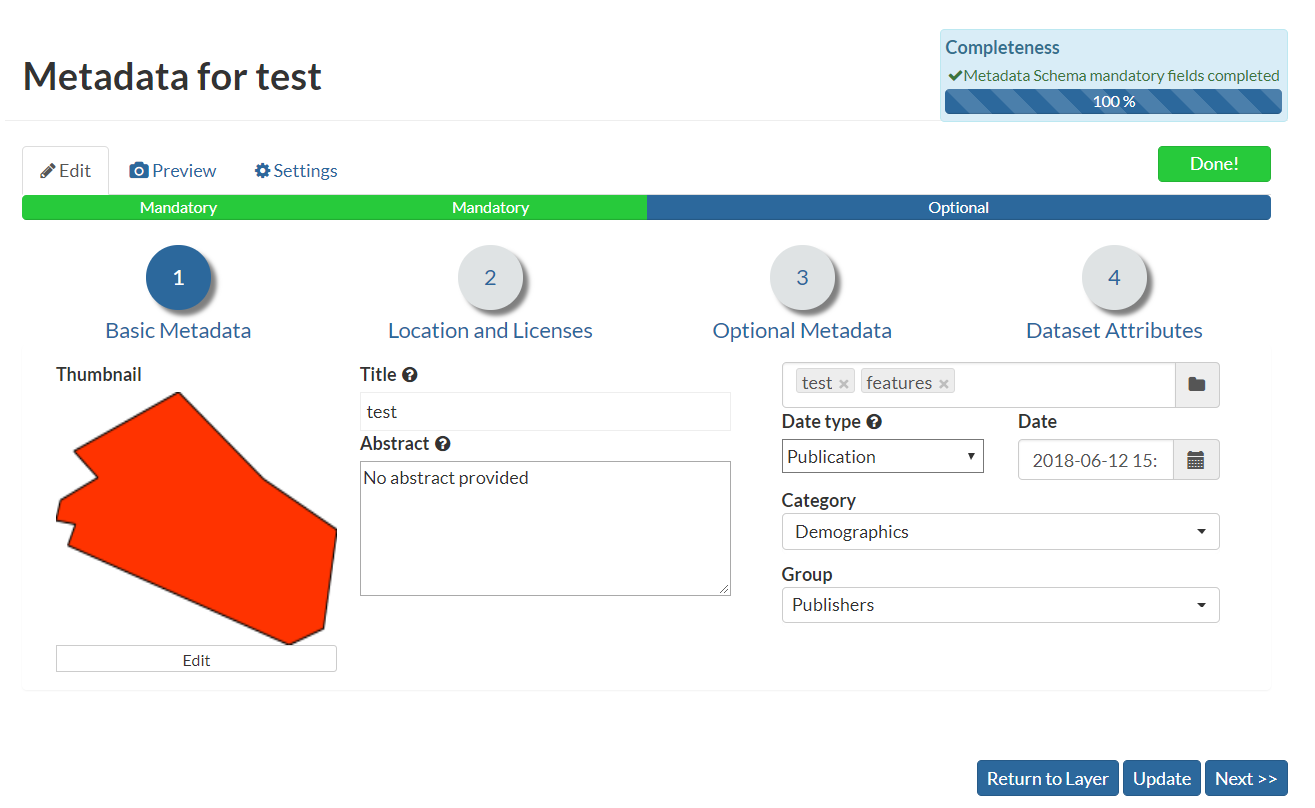 Metadata for test
Completeness
Metadata Schema mandatory fields completed
100 %
Edit
Preview
Settings
Done!
Mandatory
Mandatory
Optional
1
2
3
4
Basic Metadata
Location and Licenses
Optional Metadata
Dataset Attributes
Thumbnail
Edit
Title
test
Abstract
No abstract provided
test × features ×
Date type
Publication
Date
2018-06-12 15:
Category
Demographics
Group
Publishers
Return to Layer
Update
Next >>